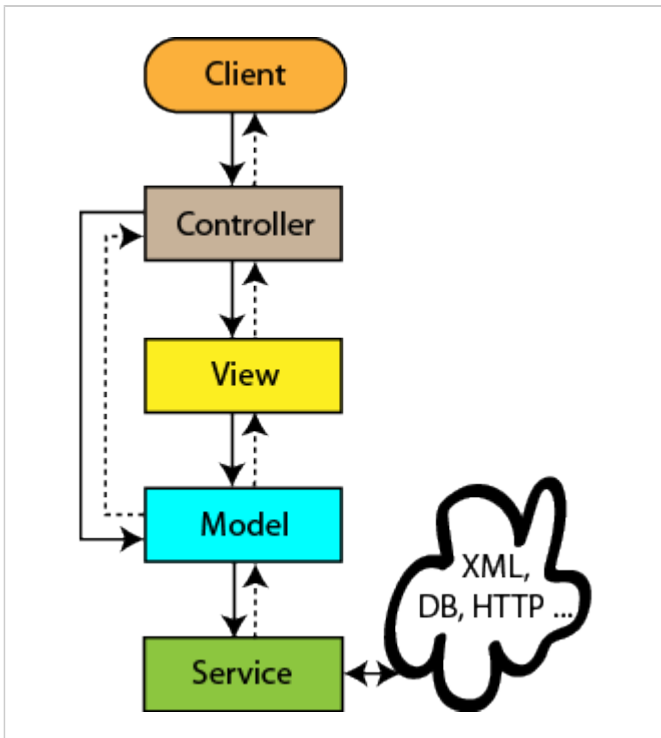 Client
Controller
View
Model
XML,
DB, HTTP ...
Service